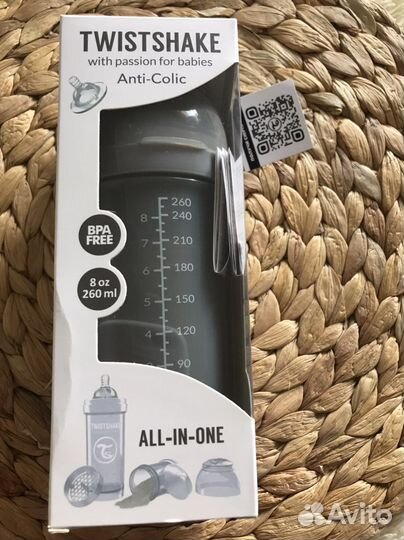 TWISTSHAKE
with passion for babies
Anti-Colic
BPA
FREE
8 oz
260 ml
260
8 240
7 210
6 180
5 150
4 120
90
TWISTSHAKE
ALL-IN-ONE
Avito